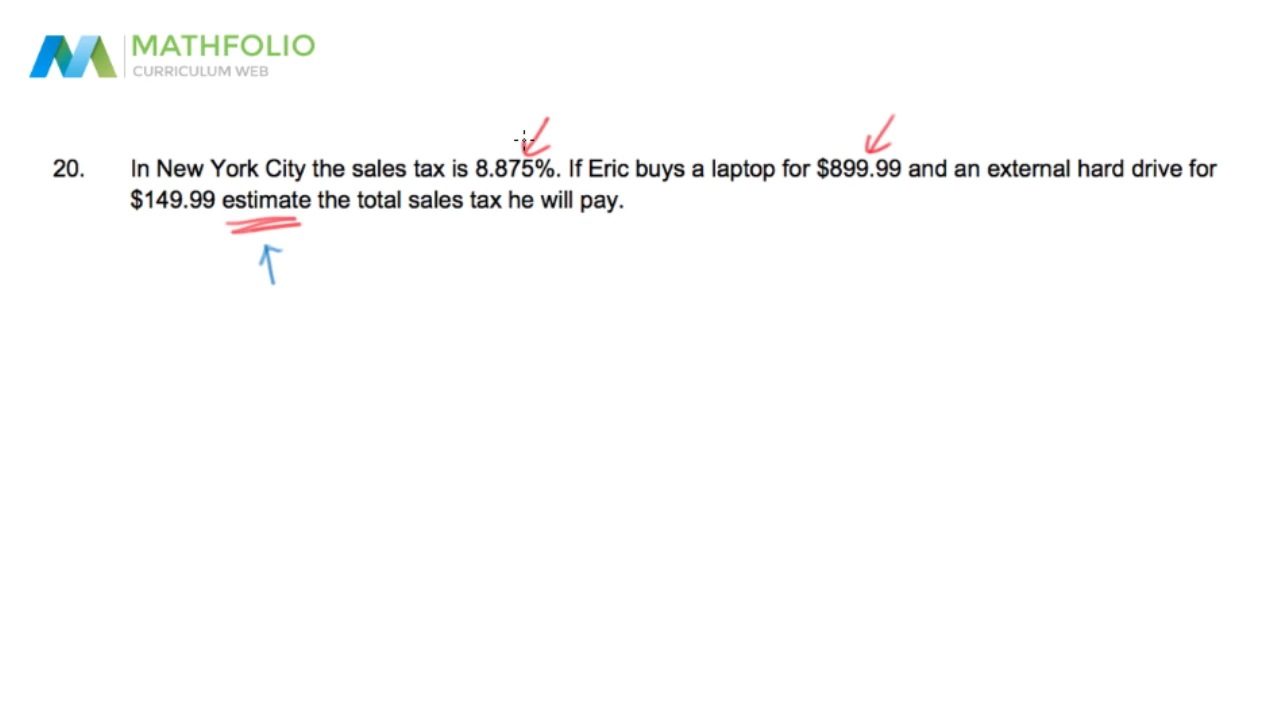 MATHFOLIO
CURRICULUM WEB
20. In New York City the sales tax is 8.875%. If Eric buys a laptop for $899.99 and an external hard drive for
$149.99 estimate the total sales tax he will pay.